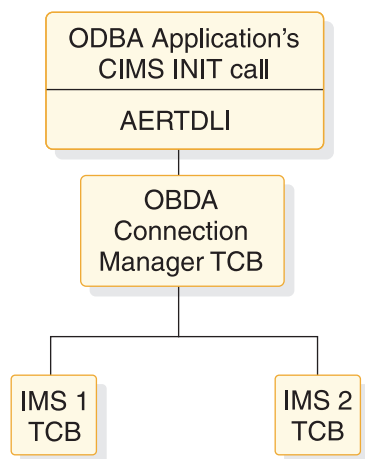 ODBA Application's
CIMS INIT call
AERTDLI
OBDA
Connection
Manager TCB
IMS 1
TCB
IMS 2
TCB